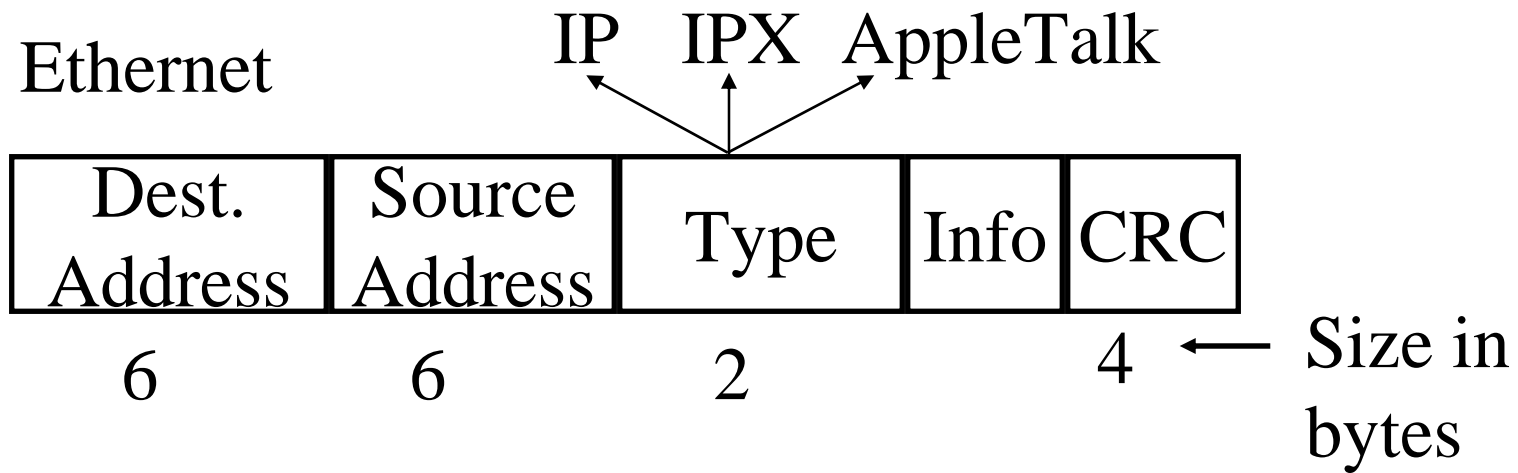 Ethernet
IP IPX AppleTalk
Dest. Address
Source Address
Type
Info
CRC
6 6 2 4
Size in
bytes